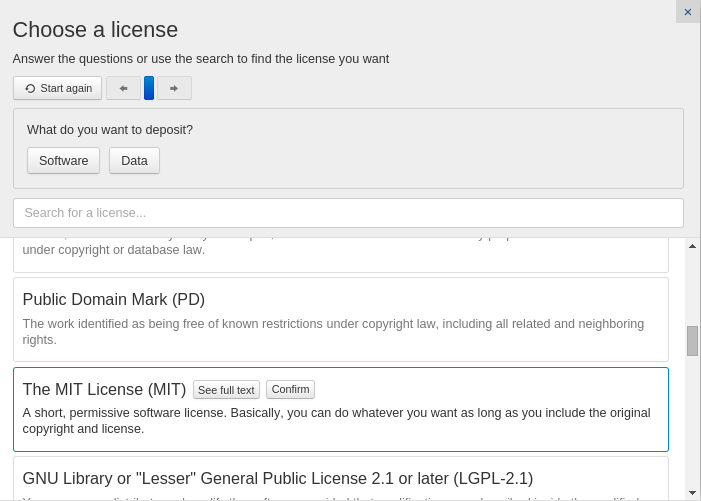 ×
Choose a license
Answer the questions or use the search to find the license you want
Start again
What do you want to deposit?
Software Data
Search for a license...
under copyright or database law.
Public Domain Mark (PD)
The work identified as being free of known restrictions under copyright law, including all related and neighboring
rights.
The MIT License (MIT) See full text Confirm
A short, permissive software license. Basically, you can do whatever you want as long as you include the original
copyright and license.
GNU Library or "Lesser" General Public License 2.1 or later (LGPL-2.1)